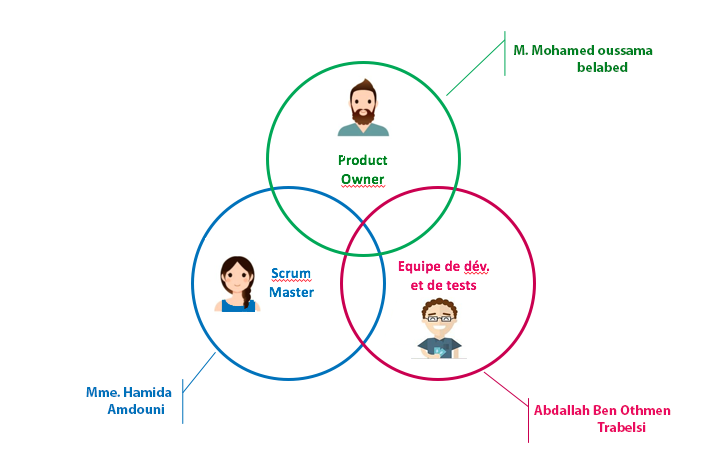 M. Mohamed oussama
belabed
Product
Owner
Scrum
Master
Equipe de dév.
et de tests
Mme. Hamida
Amdouni
Abdallah Ben Othmen
Trabelsi